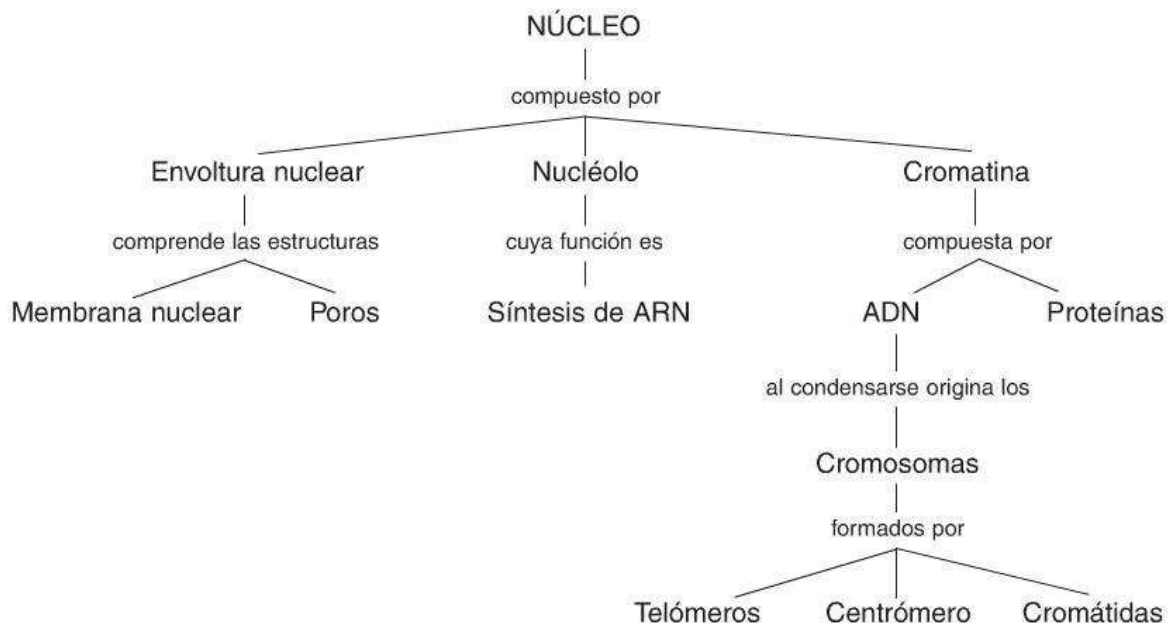 NÚCLEO
compuesto por
Envoltura nuclear Nucléolo Cromatina
comprende las estructuras cuya función es compuesta por
Membrana nuclear Poros Síntesis de ARN ADN Proteínas
al condensarse origina los
Cromosomas
formados por
Telómeros Centrómero Cromátidas